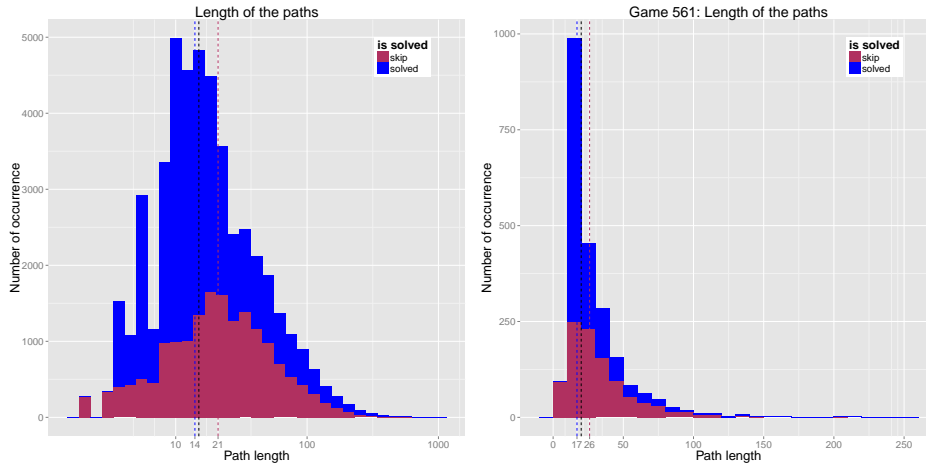 Length of the paths
Number of occurrence
5000
4000
3000
2000
1000
0
is solved
skip
solved
10 14 21 100 1000
Path length
Game 561: Length of the paths
Number of occurrence
1000
750
500
250
0
is solved
skip
solved
0 17 26 50 100 150 200 250
Path length